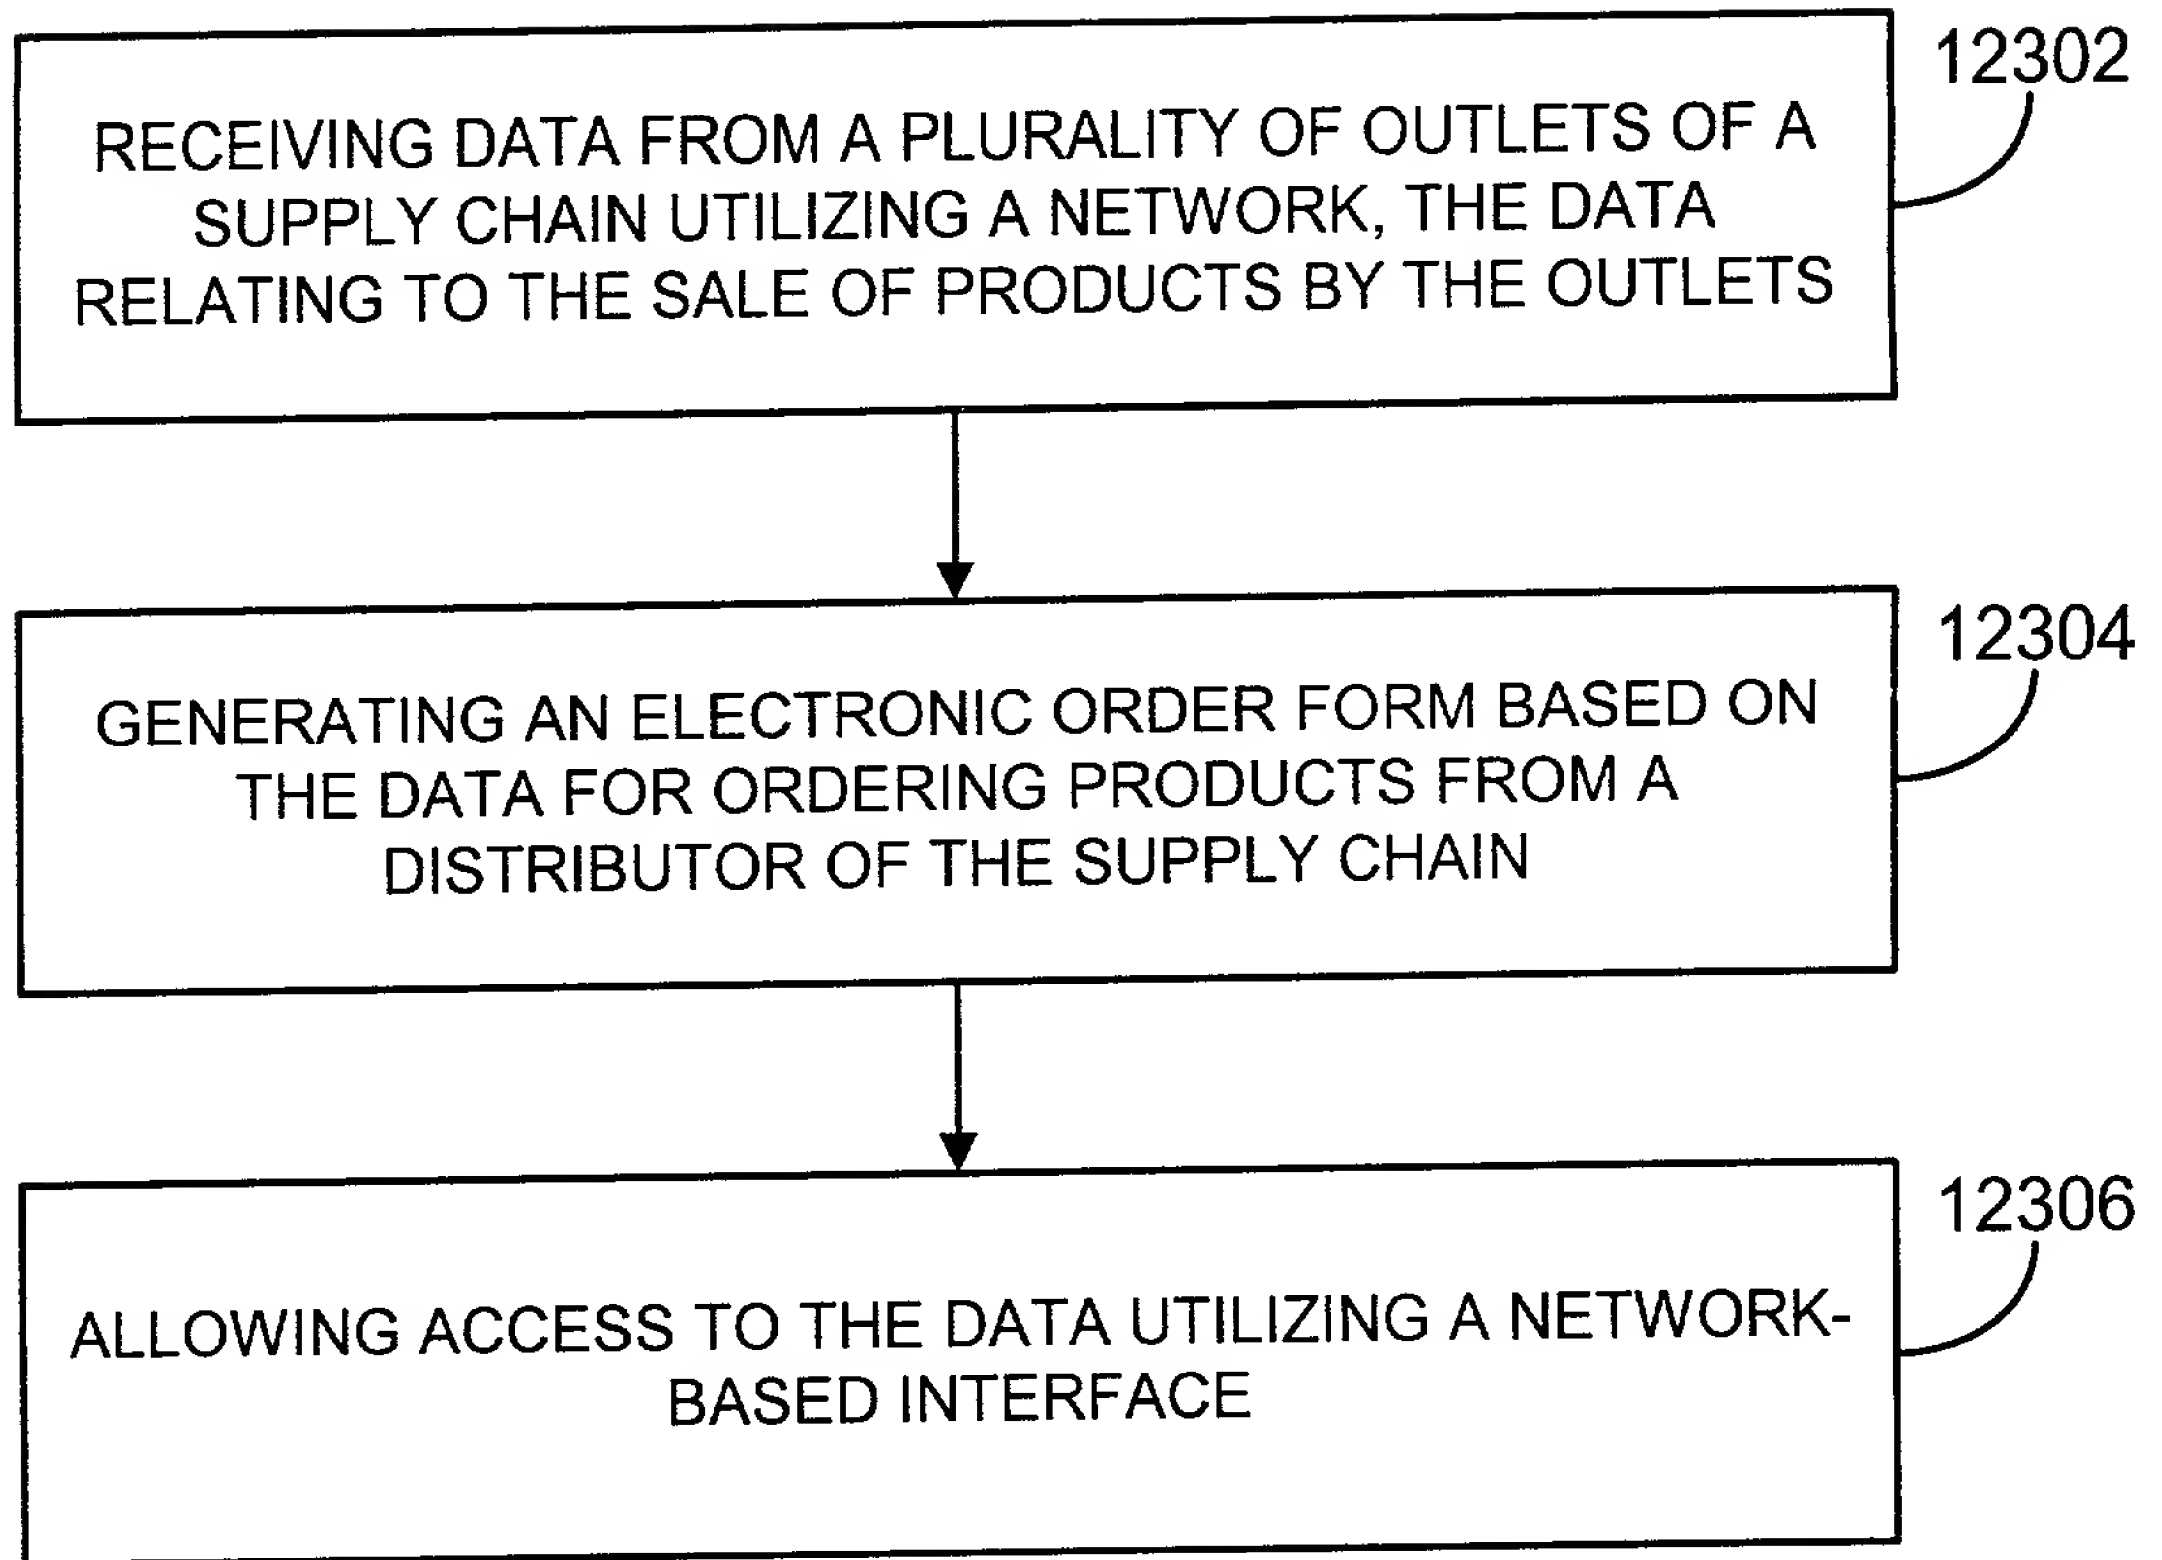 12302
RECEIVING DATA FROM A PLURALITY OF OUTLETS OF A
SUPPLY CHAIN UTILIZING A NETWORK, THE DATA
RELATING TO THE SALE OF PRODUCTS BY THE OUTLETS
12304
GENERATING AN ELECTRONIC ORDER FORM BASED ON
THE DATA FOR ORDERING PRODUCTS FROM A
DISTRIBUTOR OF THE SUPPLY CHAIN
12306
ALLOWING ACCESS TO THE DATA UTILIZING A NETWORK-
BASED INTERFACE